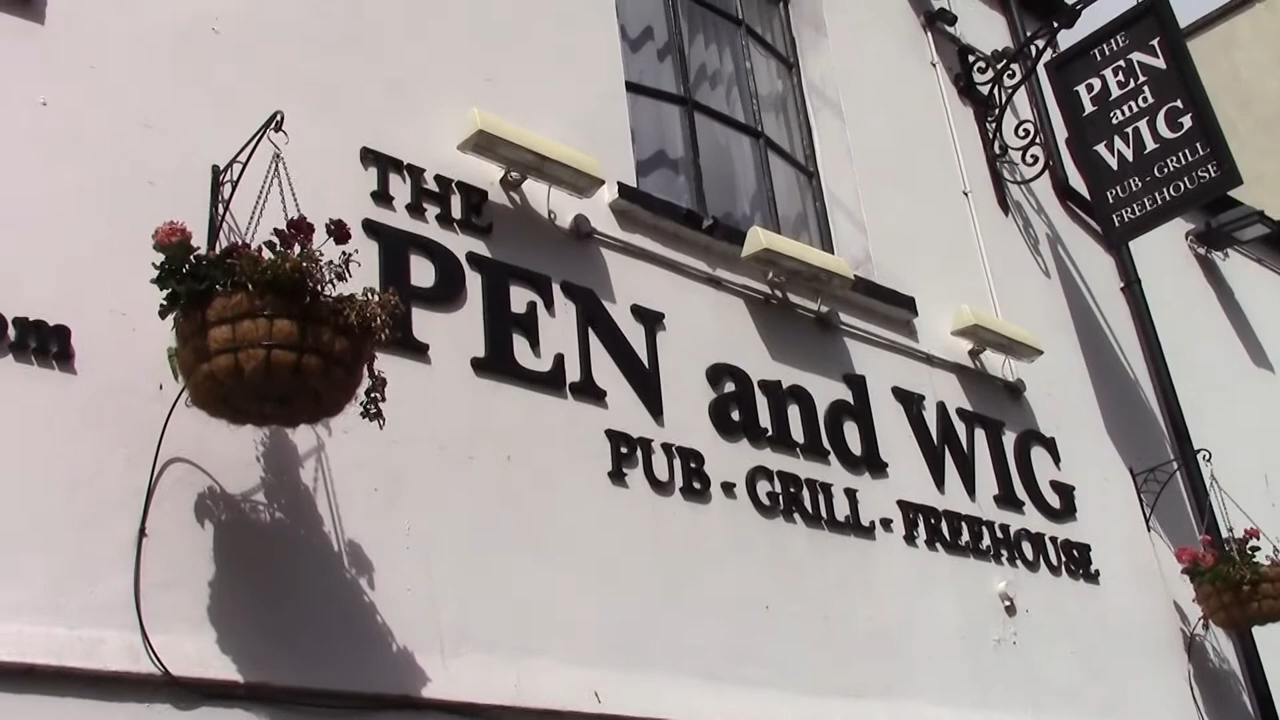 THE
PEN and WIG
PUB - GRILL - FREEHOUSE
THE
PEN
and
WIG
PUB - GRILL
FREEHOUSE